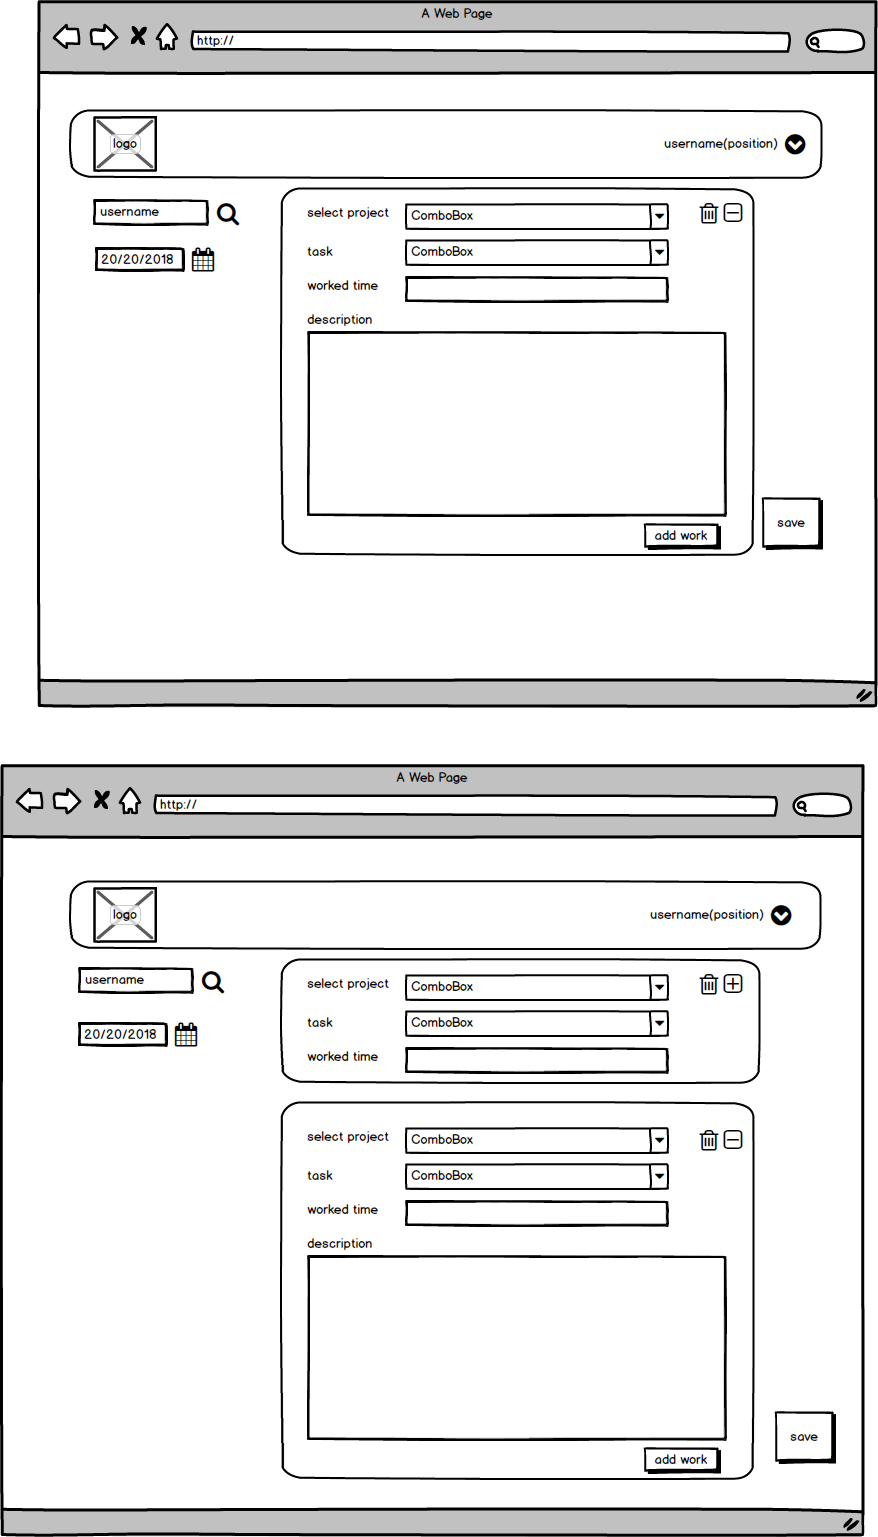 A Web Page
http://
logo
username(position)
username
select project
ComboBox
20/20/2018
task
ComboBox
worked time
description
add work
save
A Web Page
http://
logo
username(position)
username
select project
ComboBox
20/20/2018
task
ComboBox
worked time
select project
ComboBox
task
ComboBox
worked time
description
add work
save